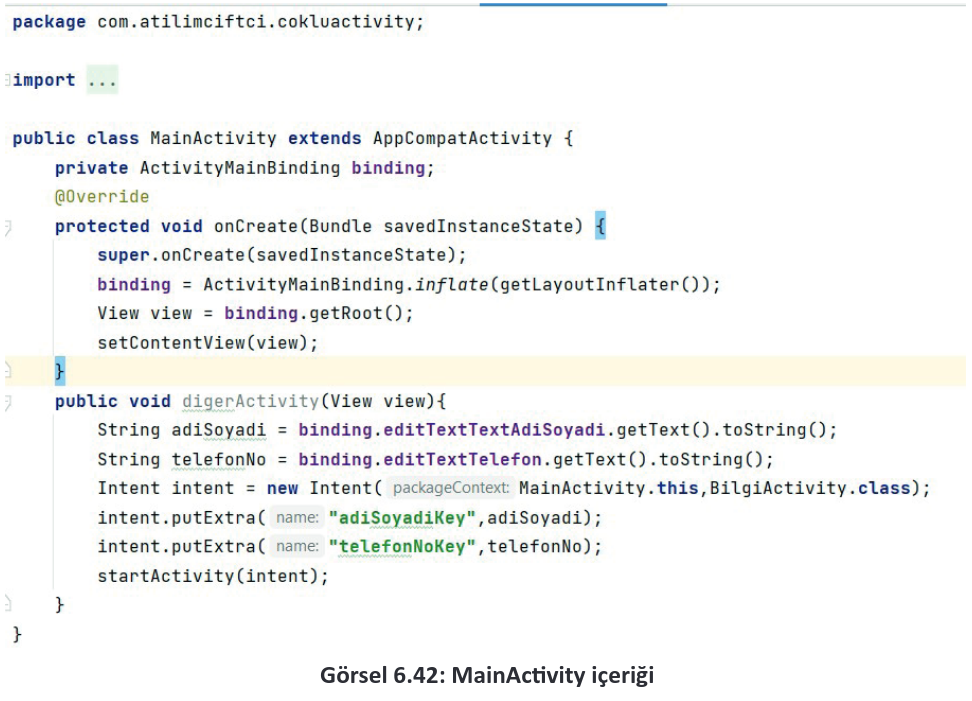 package com.atilimciftci.cokluactivity;
import ...
public class MainActivity extends AppCompatActivity {
private ActivityMainBinding binding;
@Override
protected void onCreate(Bundle savedInstanceState) {
super.onCreate(savedInstanceState);
binding = ActivityMainBinding.inflate(getLayoutInflater());
View view = binding.getRoot();
setContentView(view);
}
public void digerActivity(View view){
String adiSoyadi = binding.editTextTextAdiSoyadi.getText().toString();
String telefonNo = binding.editTextTelefon.getText().toString();
Intent intent = new Intent( packageContext: MainActivity.this,BilgiActivity.class);
intent.putExtra( name: "adiSoyadiKey",adiSoyadi);
intent.putExtra( name: "telefonNoKey",telefonNo);
startActivity(intent);
}
}
Görsel 6.42: MainActivity içeriği